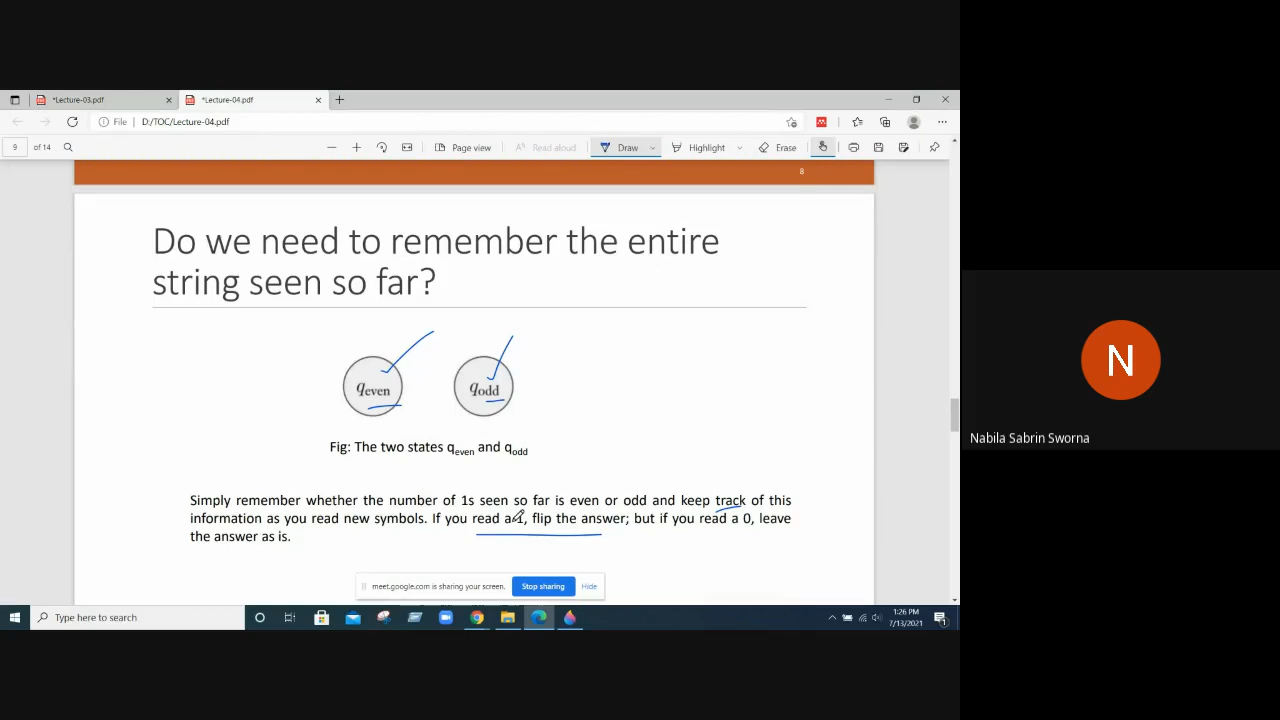 *Lecture-03.pdf
*Lecture-04.pdf
File D:/TOC/Lecture-04.pdf
9 of 14 Page view Read aloud Draw Highlight Erase
8
Do we need to remember the entire
string seen so far?
qeven qodd
Fig: The two states qeven and qodd
Simply remember whether the number of 1s seen so far is even or odd and keep track of this
information as you read new symbols. If you read a 1, flip the answer; but if you read a 0, leave
the answer as is.
meet.google.com is sharing your screen. Stop sharing Hide
Type here to search
1:26 PM
7/13/2021
1
N
Nabila Sabrin Sworna